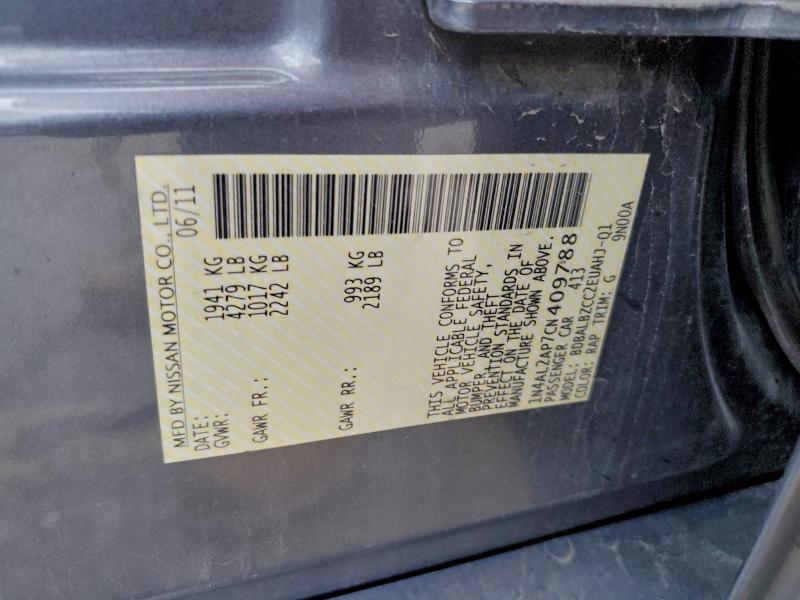 MFD BY NISSAN MOTOR CO., LTD.
DATE: 06/11
GVWR: 1941 KG
4279 LB
GAWR FR.: 1017 KG
2242 LB
GAWR RR.: 993 KG
2189 LB
THIS VEHICLE CONFORMS TO
ALL APPLICABLE FEDERAL
MOTOR VEHICLE SAFETY,
BUMPER, AND THEFT
PREVENTION STANDARDS IN
EFFECT ON THE DATE OF
MANUFACTURE SHOWN ABOVE.
1N4AL2AP7CN409788
PASSENGER CAR 413
MODEL: BDBALBZCCC2EUAHJ-Q1
COLOR: RAP TRIM: G 9N00A